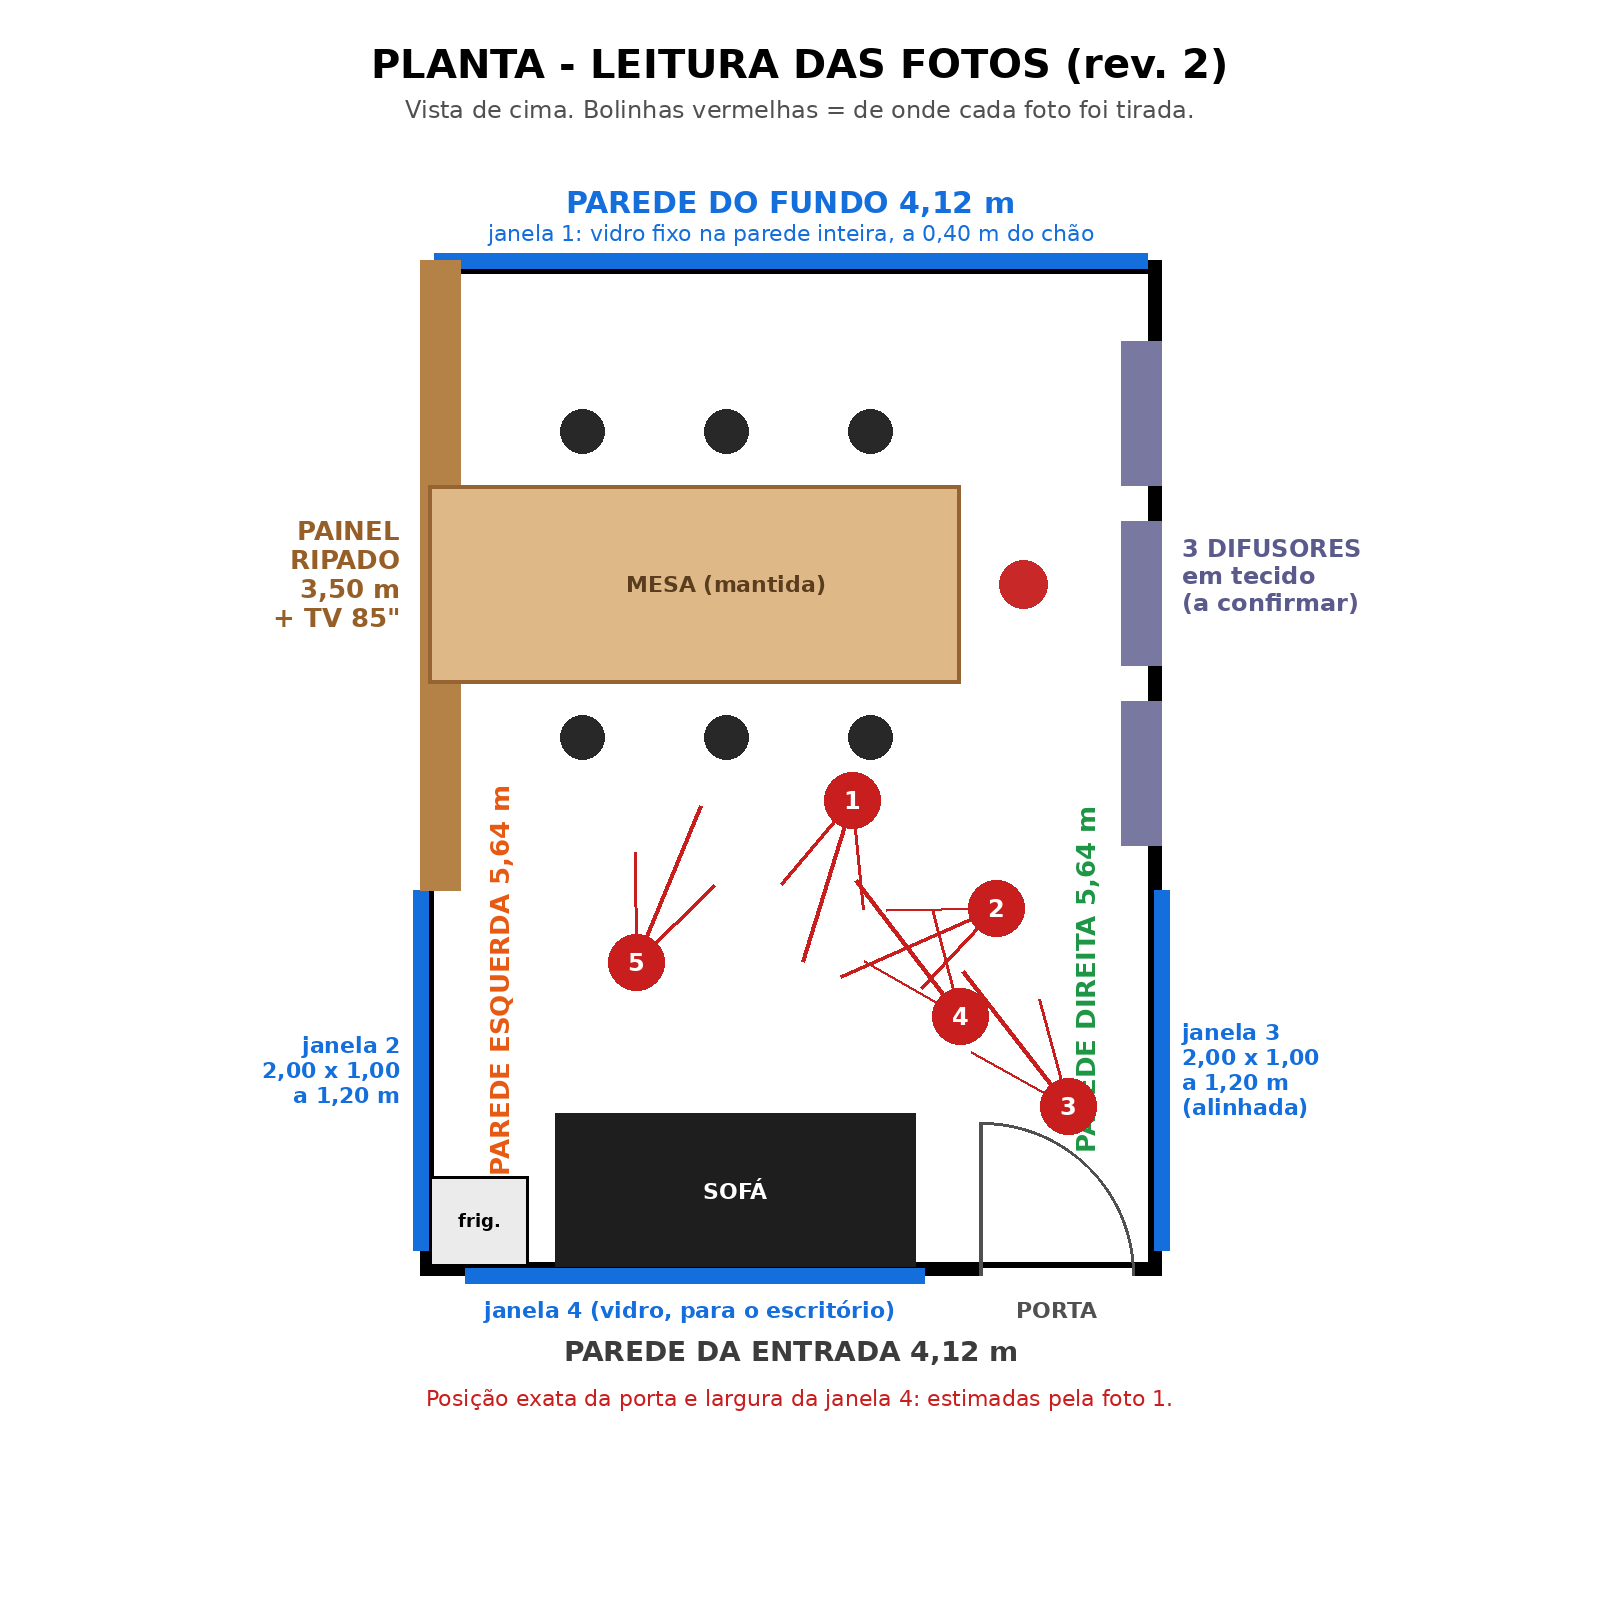 PLANTA - LEITURA DAS FOTOS (rev. 2)
Vista de cima. Bolinhas vermelhas = de onde cada foto foi tirada.
PAREDE DO FUNDO 4,12 m
janela 1: vidro fixo na parede inteira, a 0,40 m do chão
PAINEL
RIPADO
3,50 m
+ TV 85"
MESA (mantida)
3 DIFUSORES
em tecido
(a confirmar)
1
2
5
4
3
PAREDE ESQUERDA 5,64 m
PAREDE DIREITA 5,64 m
janela 2
2,00 x 1,00
a 1,20 m
janela 3
2,00 x 1,00
a 1,20 m
(alinhada)
frig.
SOFÁ
janela 4 (vidro, para o escritório)
PORTA
PAREDE DA ENTRADA 4,12 m
Posição exata da porta e largura da janela 4: estimadas pela foto 1.